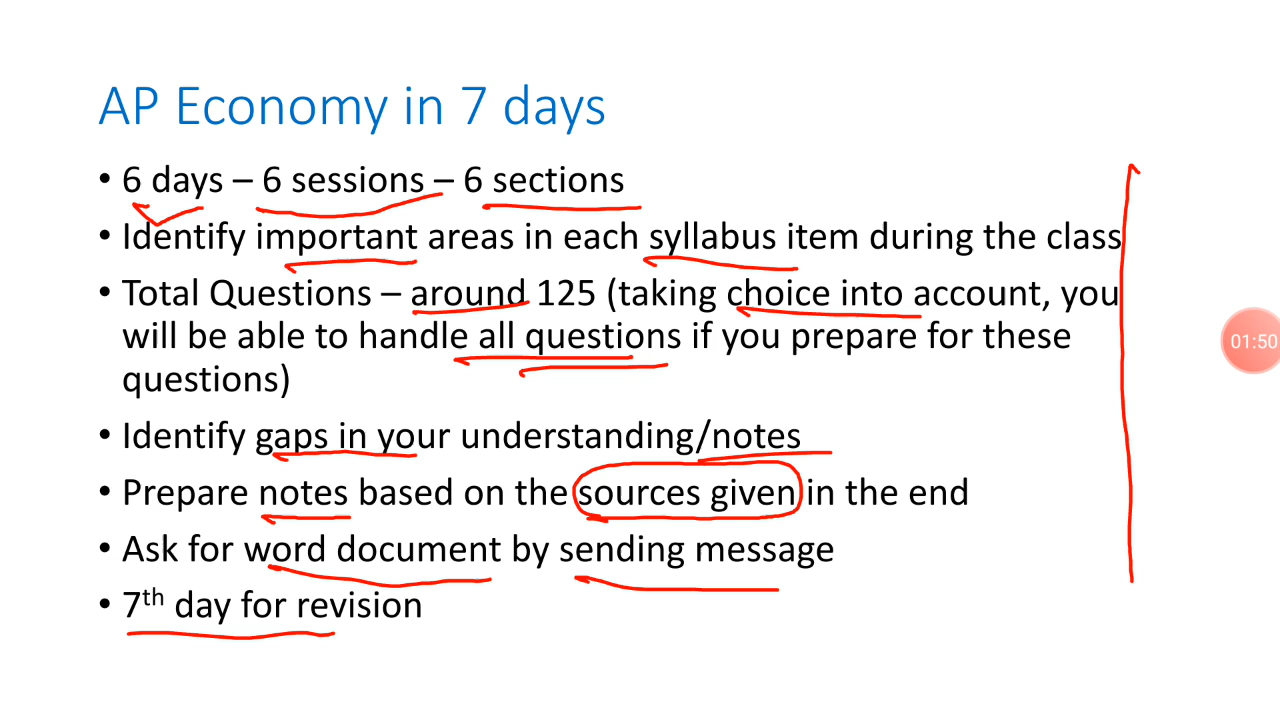 AP Economy in 7 days
• 6 days – 6 sessions – 6 sections
• Identify important areas in each syllabus item during the class
• Total Questions – around 125 (taking choice into account, you
will be able to handle all questions if you prepare for these
questions)
• Identify gaps in your understanding/notes
• Prepare notes based on the sources given in the end
• Ask for word document by sending message
• 7th day for revision
01:50